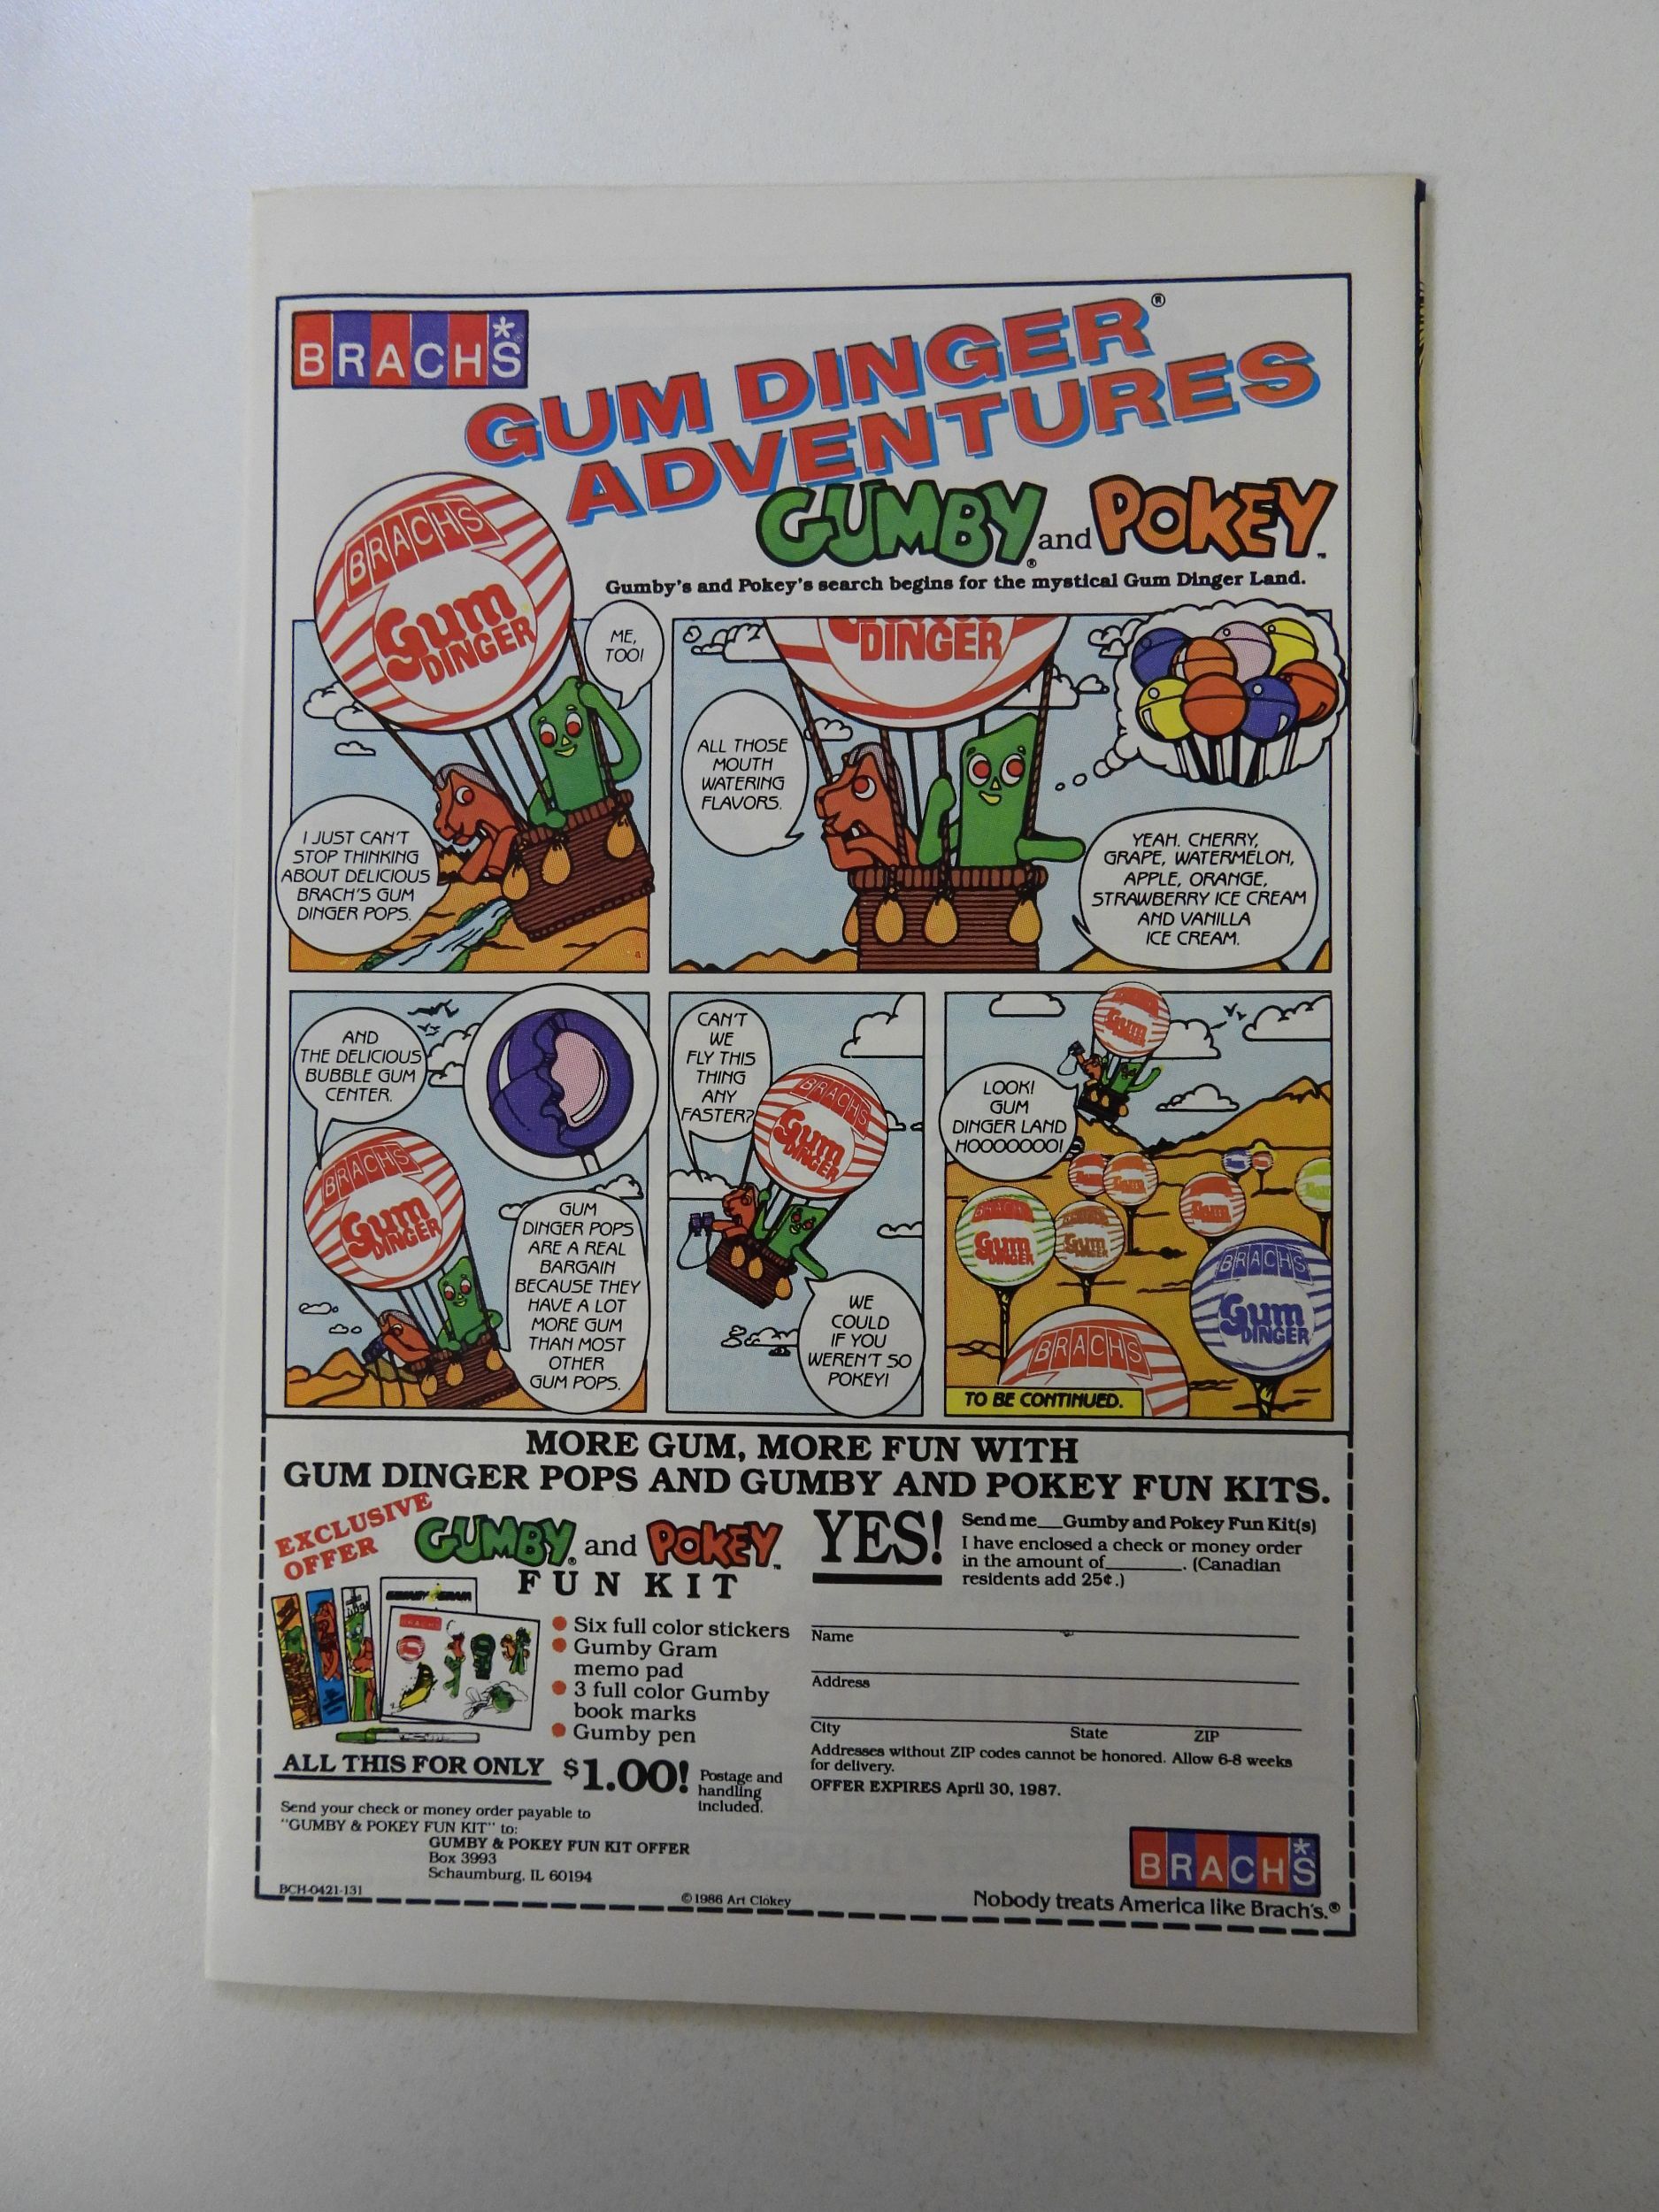 BRACH'S
GUM DINGER®
ADVENTURES
GUMBY® and POKEY™
Gumby's and Pokey's search begins for the mystical Gum Dinger Land.
BRACHS
Gum
DINGER
ME,
TOO!
I JUST CAN'T
STOP THINKING
ABOUT DELICIOUS
BRACH'S GUM
DINGER POPS.
DINGER
ALL THOSE
MOUTH
WATERING
FLAVORS.
YEAH. CHERRY,
GRAPE, WATERMELON,
APPLE, ORANGE,
STRAWBERRY ICE CREAM
AND VANILLA
ICE CREAM.
AND
THE DELICIOUS
BUBBLE GUM
CENTER.
BRACHS
Gum
DINGER
GUM
DINGER POPS
ARE A REAL
BARGAIN
BECAUSE THEY
HAVE A LOT
MORE GUM
THAN MOST
OTHER
GUM POPS.
CAN'T
WE
FLY THIS
THING
ANY
FASTER?
BRACHS
Gum
DINGER
WE
COULD
IF YOU
WEREN'T SO
POKEY!
Gum
LOOK!
GUM
DINGER LAND
HOOOOOOO!
Gum
DINGER
Gum
DINGER
BRACHS
Gum
DINGER
BRACHS
TO BE CONTINUED.
MORE GUM, MORE FUN WITH
GUM DINGER POPS AND GUMBY AND POKEY FUN KITS.
EXCLUSIVE
OFFER
GUMBY® and POKEY™
FUN KIT
Six full color stickers
Gumby Gram
memo pad
3 full color Gumby
book marks
Gumby pen
ALL THIS FOR ONLY $1.00! Postage and
handling
included.
Send your check or money order payable to
"GUMBY & POKEY FUN KIT" to:
GUMBY & POKEY FUN KIT OFFER
Box 3993
Schaumburg, IL 60194
BCH-0421-131
© 1986 Art Clokey
YES!
Send me___Gumby and Pokey Fun Kit(s)
I have enclosed a check or money order
in the amount of________. (Canadian
residents add 25¢.)
Name
Address
City State ZIP
Addresses without ZIP codes cannot be honored. Allow 6-8 weeks
for delivery.
OFFER EXPIRES April 30, 1987.
BRACH'S
Nobody treats America like Brach's.®